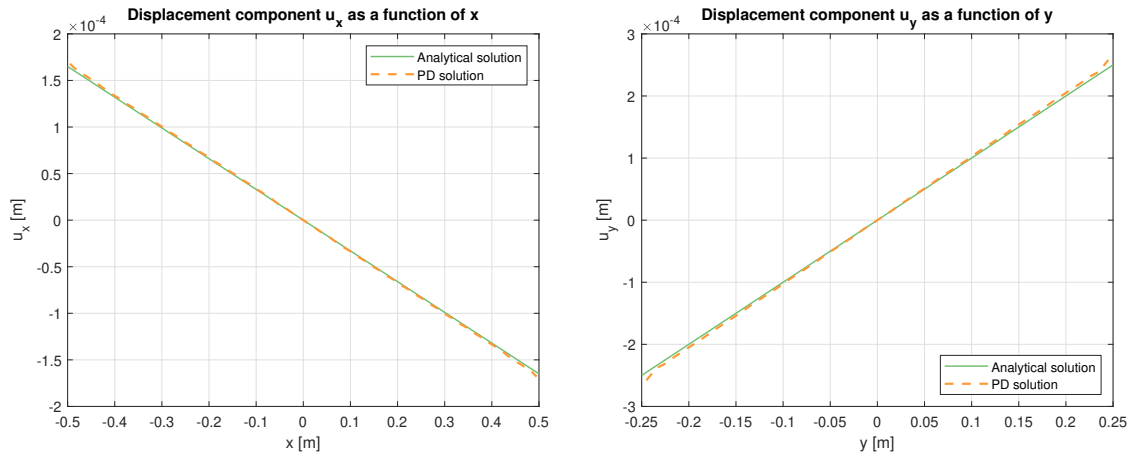 Displacement component u_x as a function of x
×10^-4
2
1.5
1
0.5
0
-0.5
-1
-1.5
-2
u_x [m]
-0.5 -0.4 -0.3 -0.2 -0.1 0 0.1 0.2 0.3 0.4 0.5
x [m]
Analytical solution
PD solution
Displacement component u_y as a function of y
×10^-4
3
2
1
0
-1
-2
-3
u_y [m]
-0.25 -0.2 -0.15 -0.1 -0.05 0 0.05 0.1 0.15 0.2 0.25
y [m]
Analytical solution
PD solution